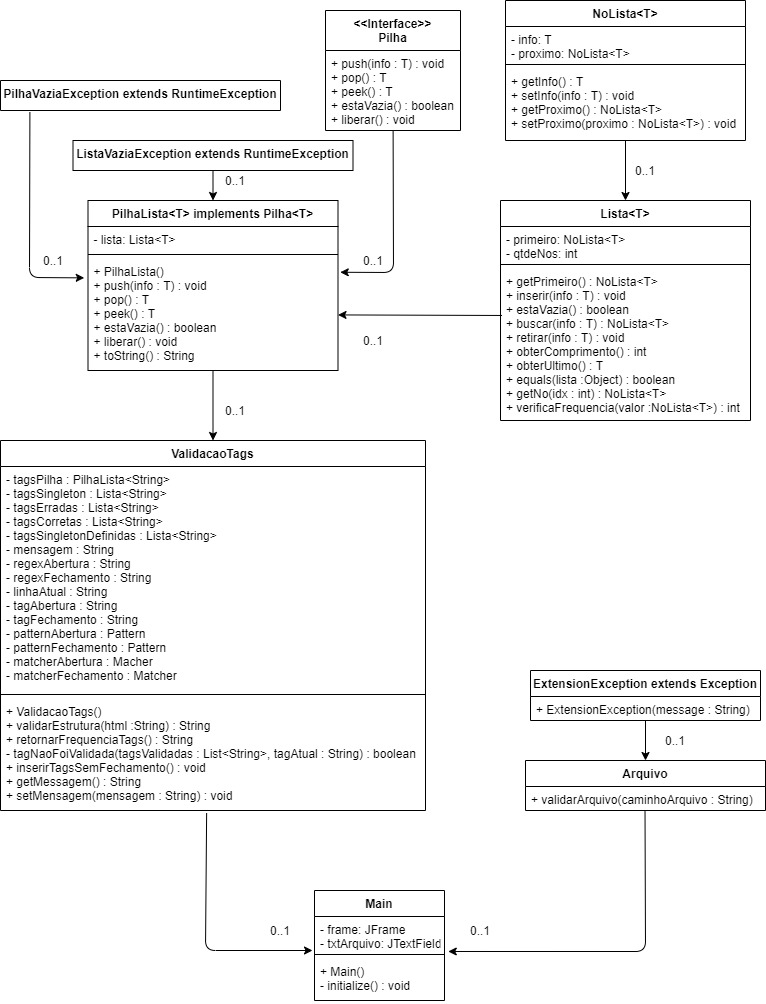 <<Interface>>
Pilha
+ push(info : T) : void
+ pop() : T
+ peek() : T
+ estaVazia() : boolean
+ liberar() : void
NoLista<T>
- info: T
- proximo: NoLista<T>
+ getInfo() : T
+ setInfo(info : T) : void
+ getProximo() : NoLista<T>
+ setProximo(proximo : NoLista<T>) : void
PilhaVaziaException extends RuntimeException
ListaVaziaException extends RuntimeException
0..1
0..1
PilhaLista<T> implements Pilha<T>
- lista: Lista<T>
+ PilhaLista()
+ push(info : T) : void
+ pop() : T
+ peek() : T
+ estaVazia() : boolean
+ liberar() : void
+ toString() : String
0..1
0..1
0..1
Lista<T>
- primeiro: NoLista<T>
- qtdeNos: int
+ getPrimeiro() : NoLista<T>
+ inserir(info : T) : void
+ estaVazia() : boolean
+ buscar(info : T) : NoLista<T>
+ retirar(info : T) : void
+ obterComprimento() : int
+ obterUltimo() : T
+ equals(lista :Object) : boolean
+ getNo(idx : int) : NoLista<T>
+ verificaFrequencia(valor :NoLista<T>) : int
0..1
ValidacaoTags
- tagsPilha : PilhaLista<String>
- tagsSingleton : Lista<String>
- tagsErradas : Lista<String>
- tagsCorretas : Lista<String>
- tagsSingletonDefinidas : Lista<String>
- mensagem : String
- regexAbertura : String
- regexFechamento : String
- linhaAtual : String
- tagAbertura : String
- tagFechamento : String
- patternAbertura : Pattern
- patternFechamento : Pattern
- matcherAbertura : Macher
- matcherFechamento : Matcher
+ ValidacaoTags()
+ validarEstrutura(html :String) : String
+ retornarFrequenciaTags() : String
- tagNaoFoiValidada(tagsValidadas : List<String>, tagAtual : String) : boolean
+ inserirTagsSemFechamento() : void
+ getMessagem() : String
+ setMensagem(mensagem : String) : void
ExtensionException extends Exception
+ ExtensionException(message : String)
0..1
Arquivo
+ validarArquivo(caminhoArquivo : String)
0..1
0..1
Main
- frame: JFrame
- txtArquivo: JTextField
+ Main()
- initialize() : void